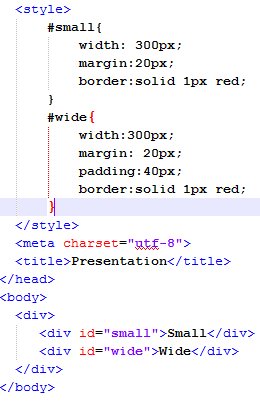 <style>
#small{
width: 300px;
margin:20px;
border:solid 1px red;
}
#wide{
width:300px;
margin: 20px;
padding:40px;
border:solid 1px red;
}
</style>
<meta charset="utf-8">
<title>Presentation</title>
</head>
<body>
<div>
<div id="small">Small</div>
<div id="wide">Wide</div>
</div>
</body>